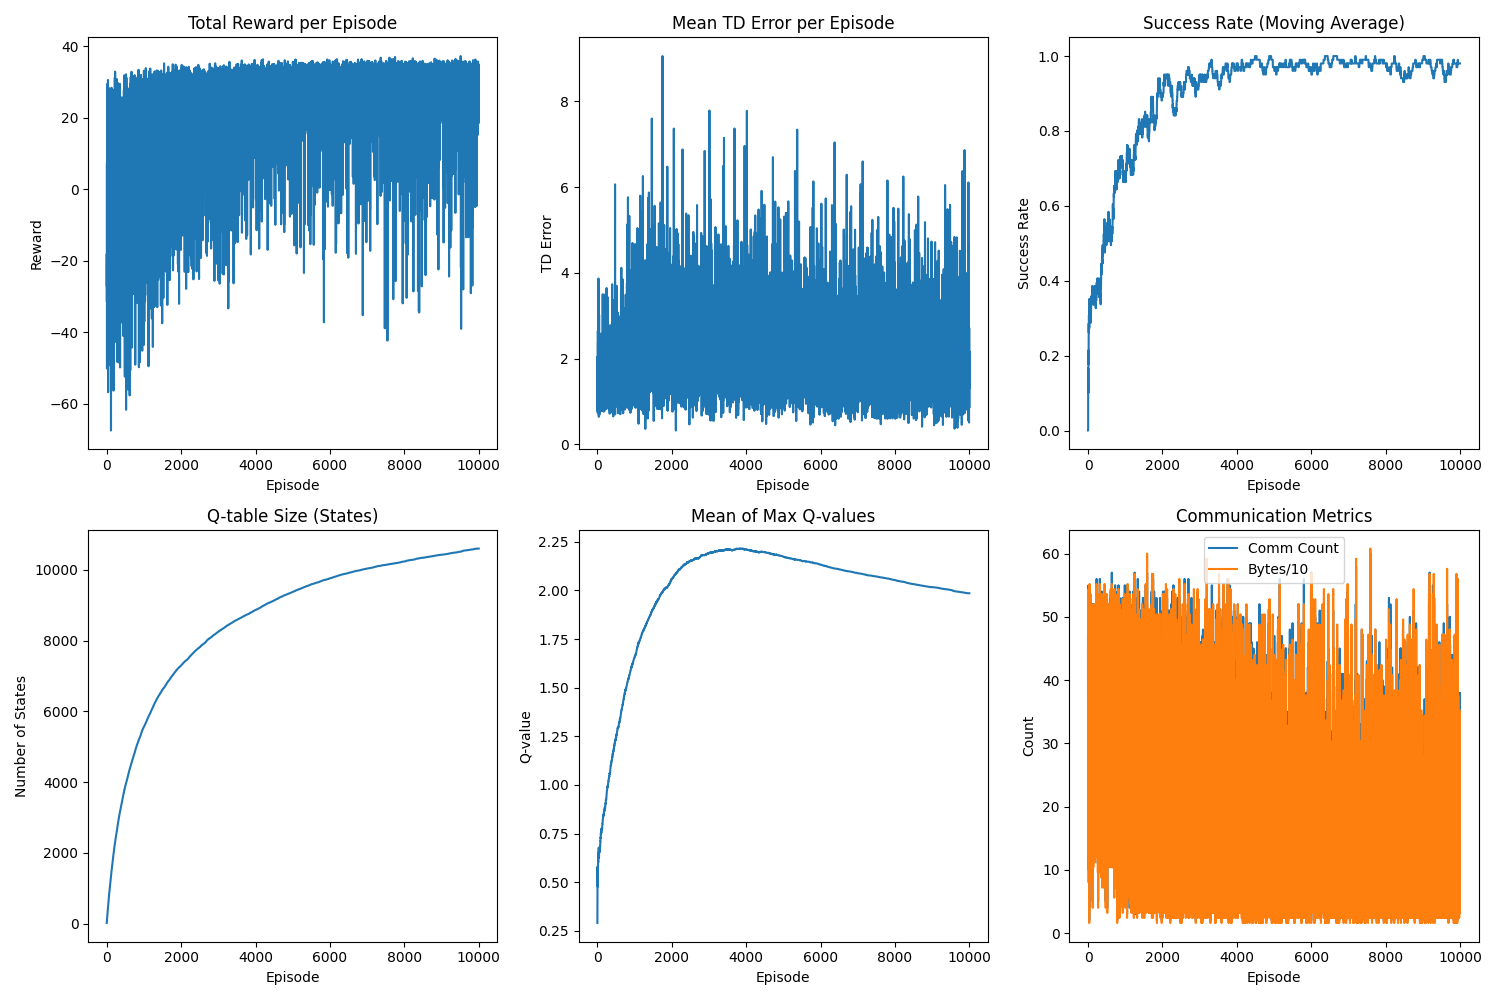 Total Reward per Episode
40
20
0
−20
−40
−60
Reward
0 2000 4000 6000 8000 10000
Episode
Mean TD Error per Episode
8
6
4
2
0
TD Error
0 2000 4000 6000 8000 10000
Episode
Success Rate (Moving Average)
1.0
0.8
0.6
0.4
0.2
0.0
Success Rate
0 2000 4000 6000 8000 10000
Episode
Q-table Size (States)
10000
8000
6000
4000
2000
0
Number of States
0 2000 4000 6000 8000 10000
Episode
Mean of Max Q-values
2.25
2.00
1.75
1.50
1.25
1.00
0.75
0.50
0.25
Q-value
0 2000 4000 6000 8000 10000
Episode
Communication Metrics
Comm Count
Bytes/10
60
50
40
30
20
10
0
Count
0 2000 4000 6000 8000 10000
Episode